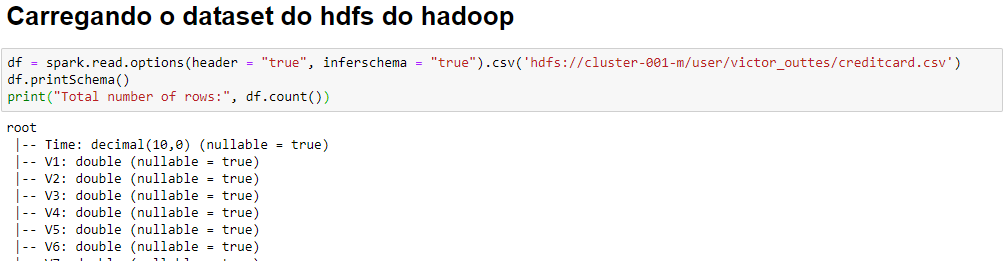 Carregando o dataset do hdfs do hadoop
df = spark.read.options(header = "true", inferschema = "true").csv('hdfs://cluster-001-m/user/victor_outtes/creditcard.csv')
df.printSchema()
print("Total number of rows:", df.count())
root
 |-- Time: decimal(10,0) (nullable = true)
 |-- V1: double (nullable = true)
 |-- V2: double (nullable = true)
 |-- V3: double (nullable = true)
 |-- V4: double (nullable = true)
 |-- V5: double (nullable = true)
 |-- V6: double (nullable = true)